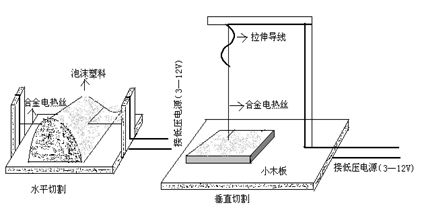 泡沫塑料
合金电热丝
接低压电源(3—12V)
水平切割
拉伸导线
合金电热丝
小木板
接低压电源(3—12V)
垂直切割